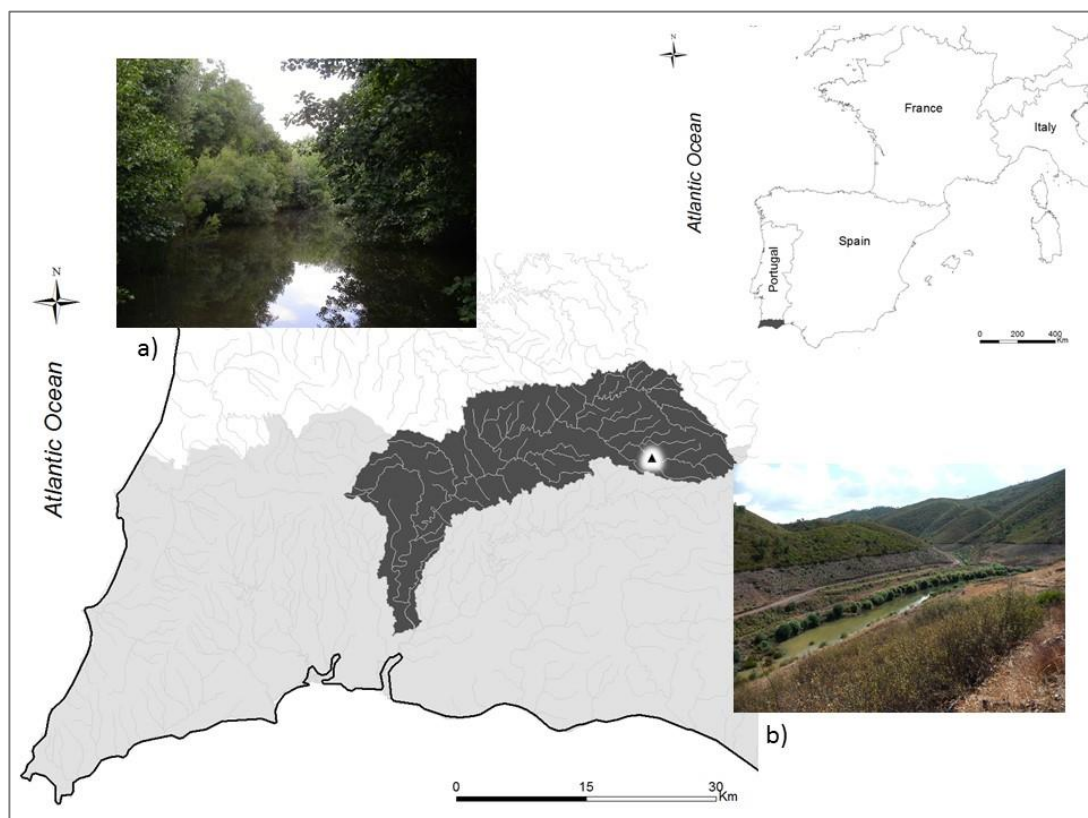 N
Atlantic Ocean
France
Italy
Spain
Portugal
0 200 400
Km
a)
N
Atlantic Ocean
b)
0 15 30
Km